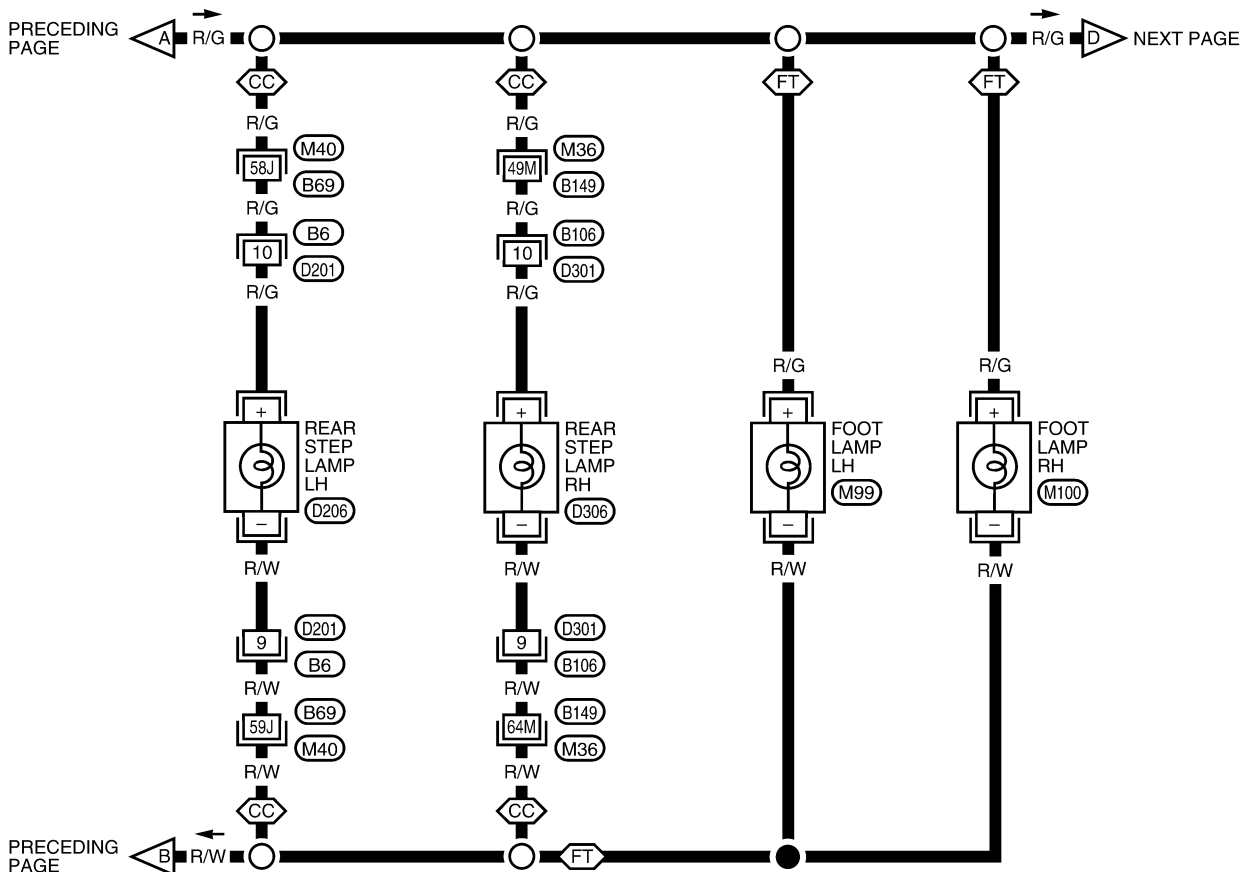 PRECEDING
PAGE
A
R/G
R/G
D
NEXT PAGE
CC
CC
FT
FT
R/G
R/G
58J
M40
B69
49M
M36
B149
R/G
R/G
10
B6
D201
10
B106
D301
R/G
R/G
R/G
R/G
+
+
+
+
REAR
STEP
LAMP
LH
D206
REAR
STEP
LAMP
RH
D306
FOOT
LAMP
LH
M99
FOOT
LAMP
RH
M100
–
–
–
–
R/W
R/W
R/W
R/W
9
D201
B6
9
D301
B106
R/W
R/W
59J
B69
M40
64M
B149
M36
R/W
R/W
CC
CC
PRECEDING
PAGE
B
R/W
FT